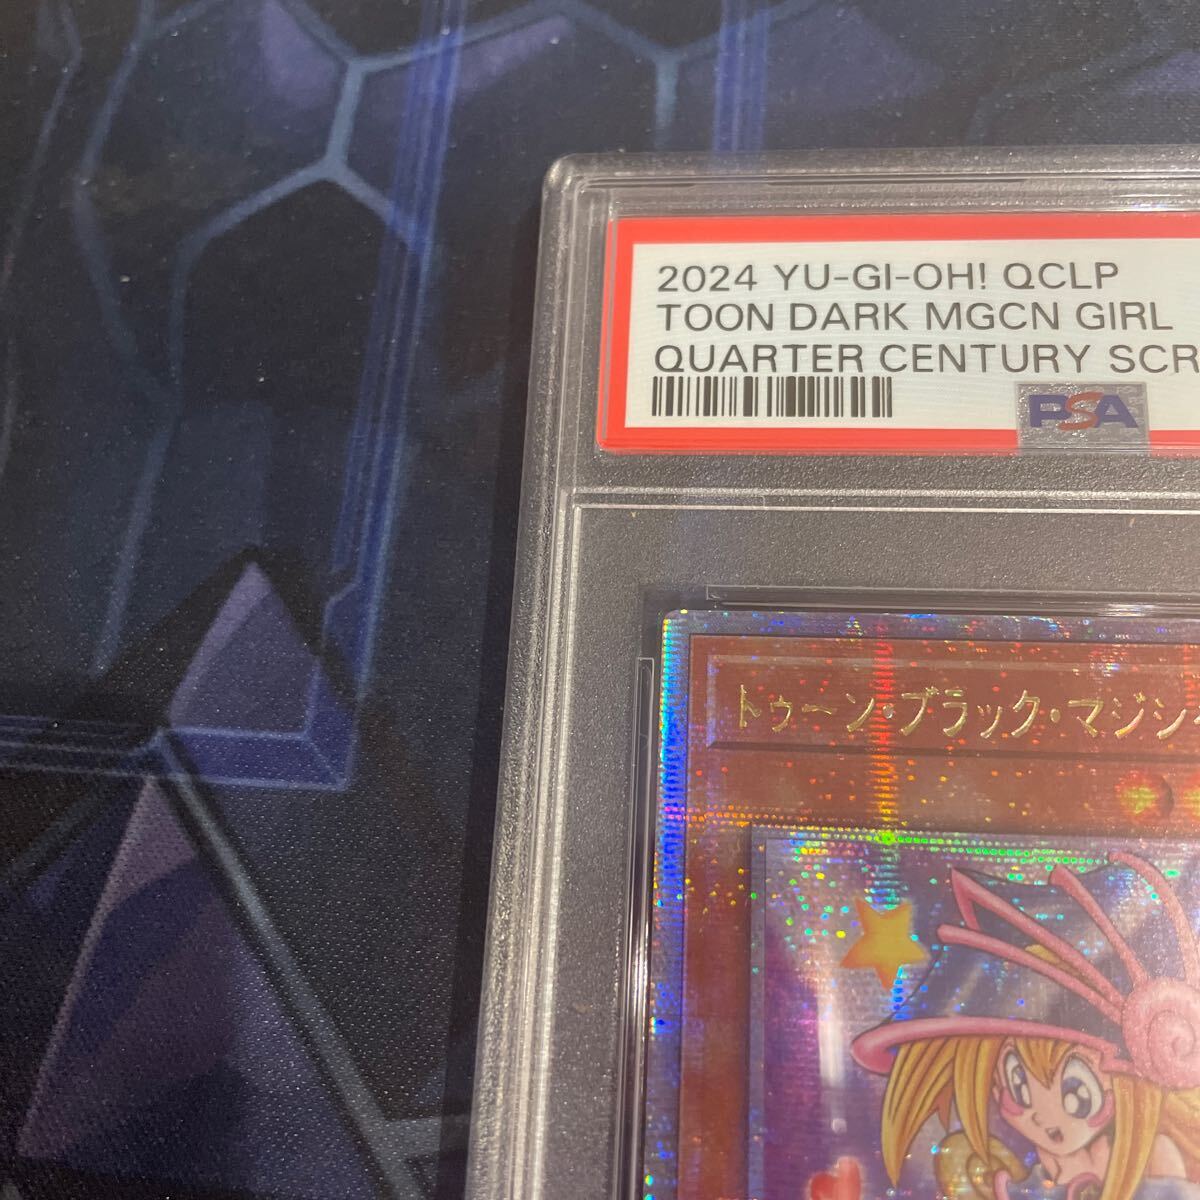 2024 YU-GI-OH! QCLP
TOON DARK MGCN GIRL
QUARTER CENTURY SCR
PSA
トゥーン・ブラック・マジシ